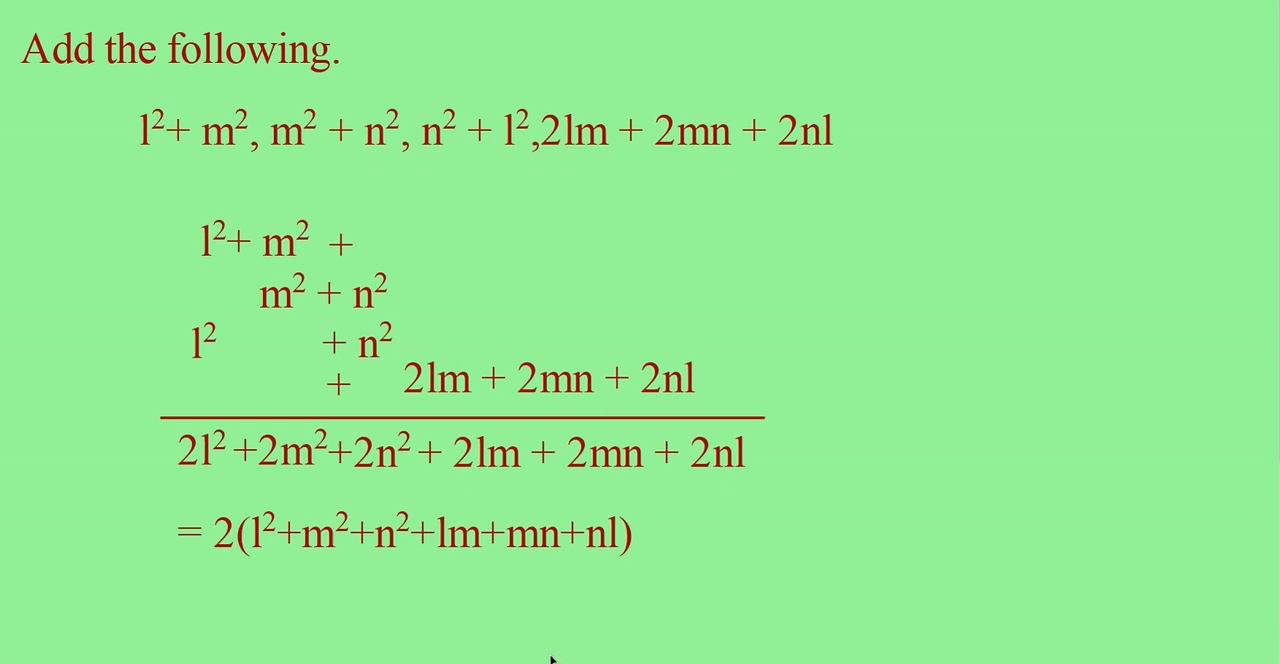 Add the following.
l²+ m², m² + n², n² + l²,2lm + 2mn + 2nl
l²+ m² +
m² + n²
l² + n²
+ 2lm + 2mn + 2nl
2l²+2m²+2n²+ 2lm + 2mn + 2nl
= 2(l²+m²+n²+lm+mn+nl)